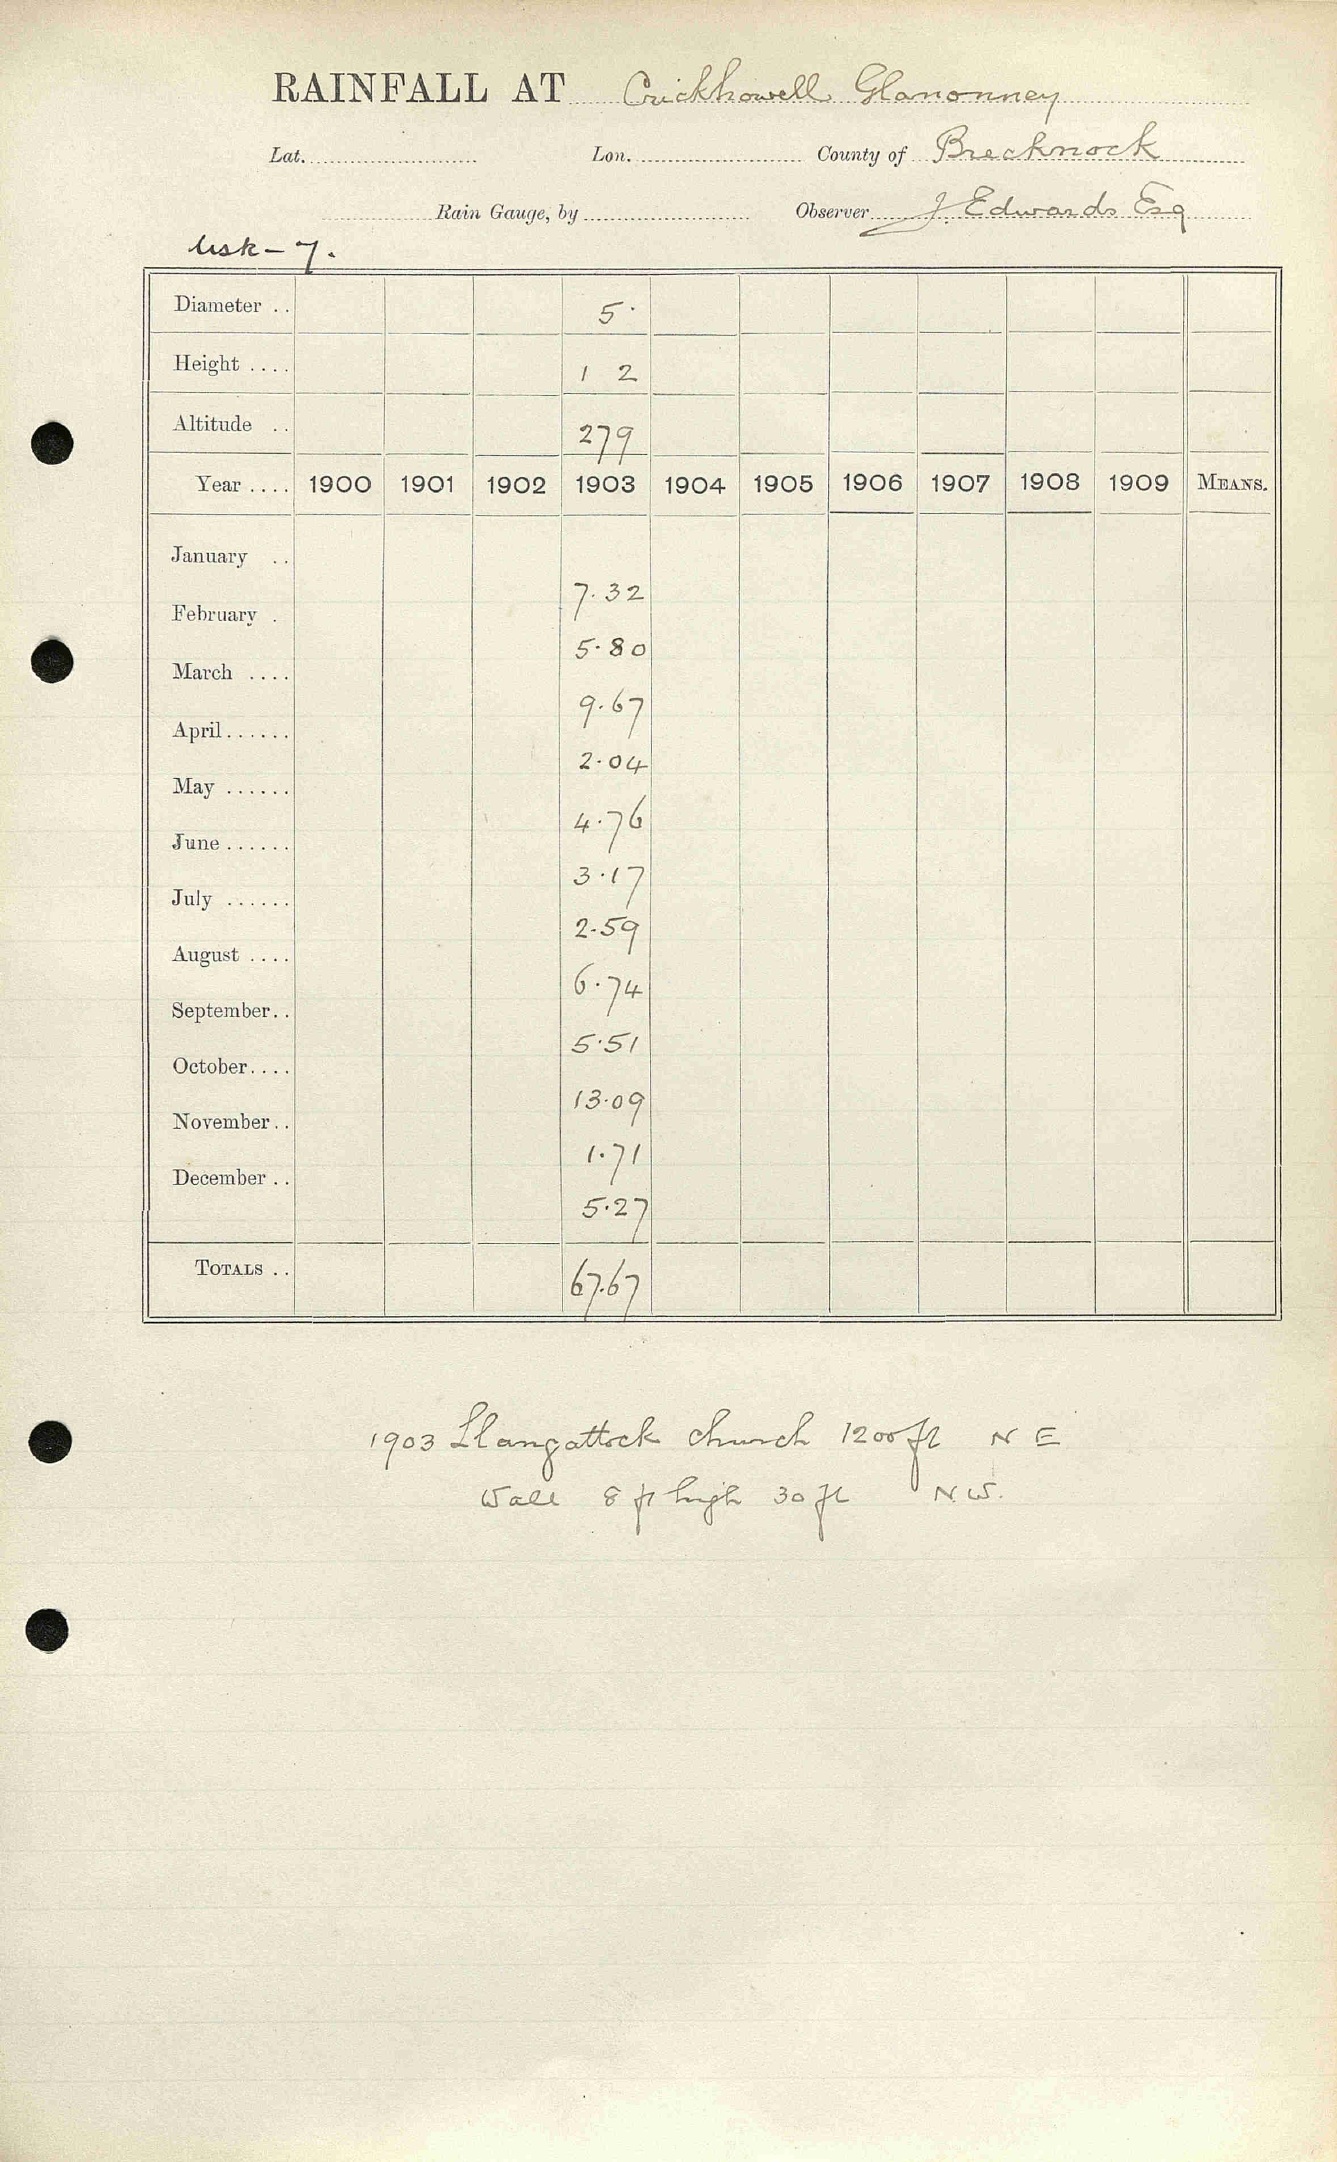 RAINFALL AT Crickhowell Glanonney
Lat. Lon. County of Brecknock
Rain Gauge, by Observer J. Edwards Esq
Usk - 7.
Diameter .. 5.
Height .... 1 2
Altitude .. 279
Year .... 1900 1901 1902 1903 1904 1905 1906 1907 1908 1909 MEANS.
January ..
7.32
February .
5.80
March ....
9.67
April ......
2.04
May ......
4.76
June ......
3.17
July ......
2.59
August ....
6.74
September ..
5.51
October ....
13.09
November ..
1.71
December ..
5.27
TOTALS .. 67.67
1903 Llangattock church 1200 ft N E
Wall 8 ft high 30 ft N.W.